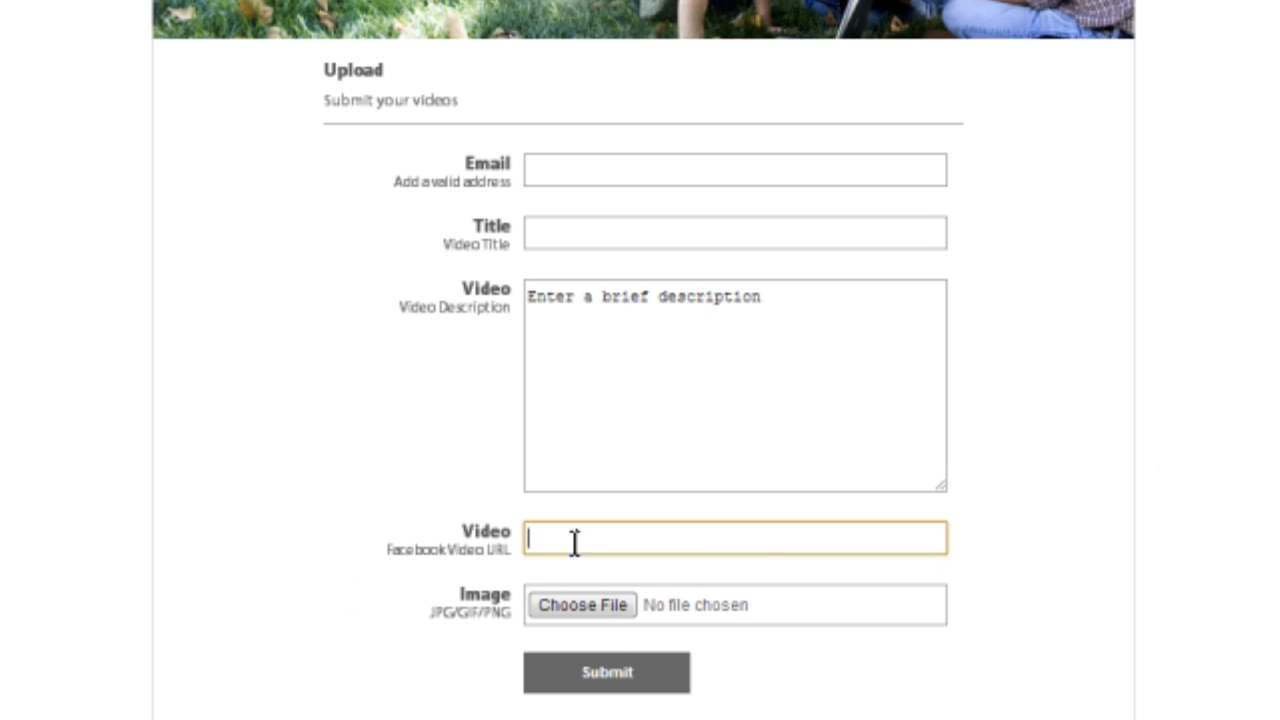 Upload
Submit your videos
Email
Add a valid address
Title
Video Title
Video
Video Description
Enter a brief description
Video
Facebook Video URL
Image
JPG/GIF/PNG
Choose File No file chosen
Submit